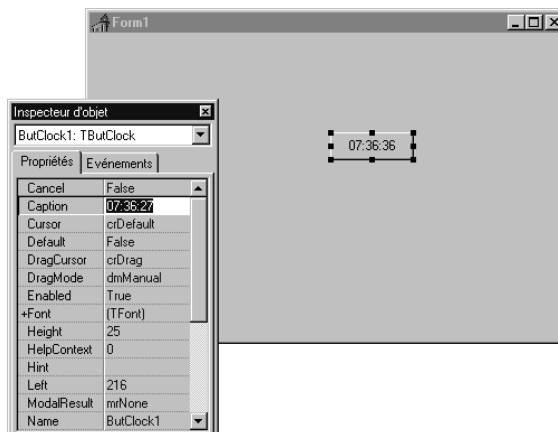 Form1
07:36:36
Inspecteur d'objet
ButClock1: TButClock
Propriétés Evénements
Cancel False
Caption 07:36:27
Cursor crDefault
Default False
DragCursor crDrag
DragMode dmManual
Enabled True
+Font (TFont)
Height 25
HelpContext 0
Hint
Left 216
ModalResult mrNone
Name ButClock1